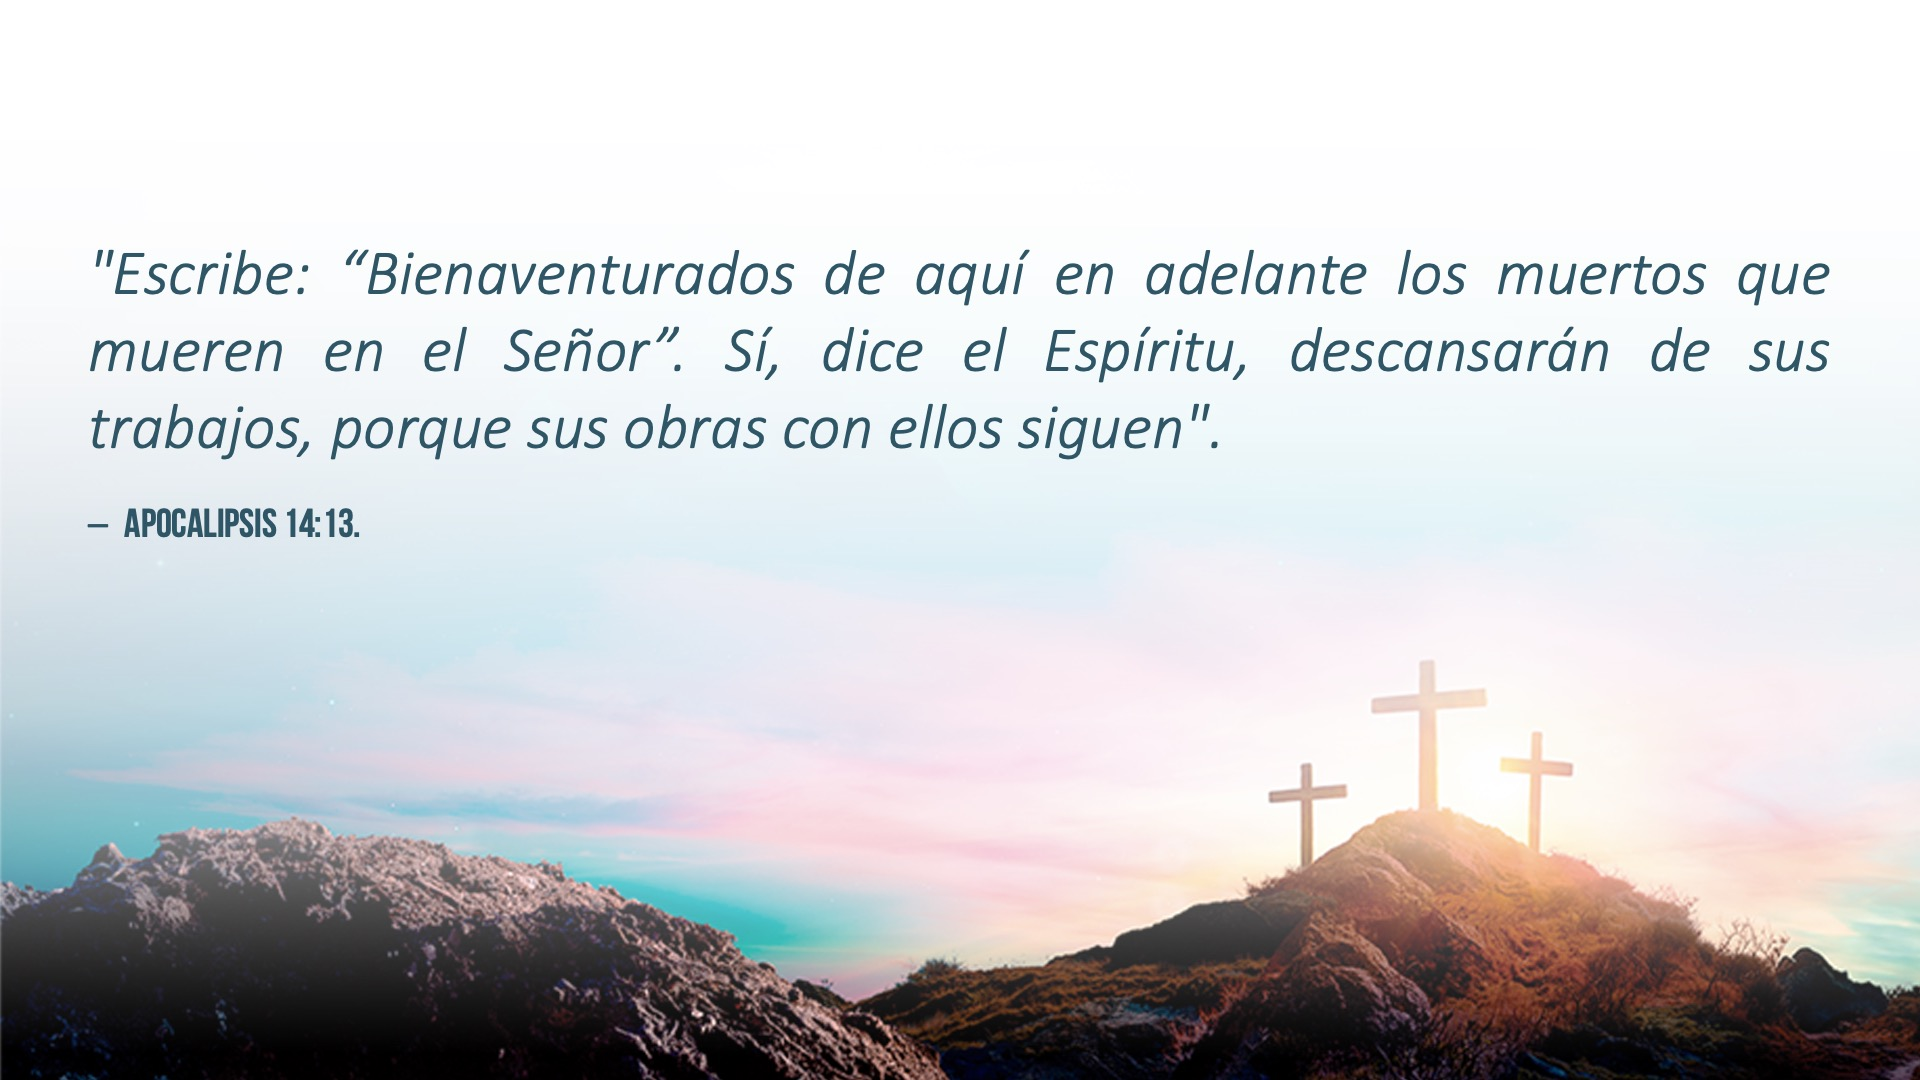 "Escribe: “Bienaventurados de aquí en adelante los muertos que
mueren en el Señor”. Sí, dice el Espíritu, descansarán de sus
trabajos, porque sus obras con ellos siguen".
– APOCALIPSIS 14:13.